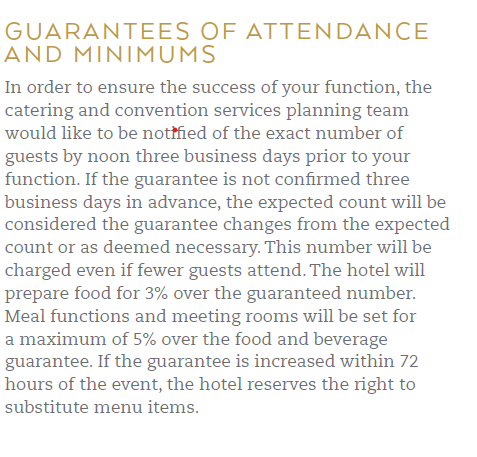 GUARANTEES OF ATTENDANCE
AND MINIMUMS
In order to ensure the success of your function, the
catering and convention services planning team
would like to be notified of the exact number of
guests by noon three business days prior to your
function. If the guarantee is not confirmed three
business days in advance, the expected count will be
considered the guarantee changes from the expected
count or as deemed necessary. This number will be
charged even if fewer guests attend. The hotel will
prepare food for 3% over the guaranteed number.
Meal functions and meeting rooms will be set for
a maximum of 5% over the food and beverage
guarantee. If the guarantee is increased within 72
hours of the event, the hotel reserves the right to
substitute menu items.